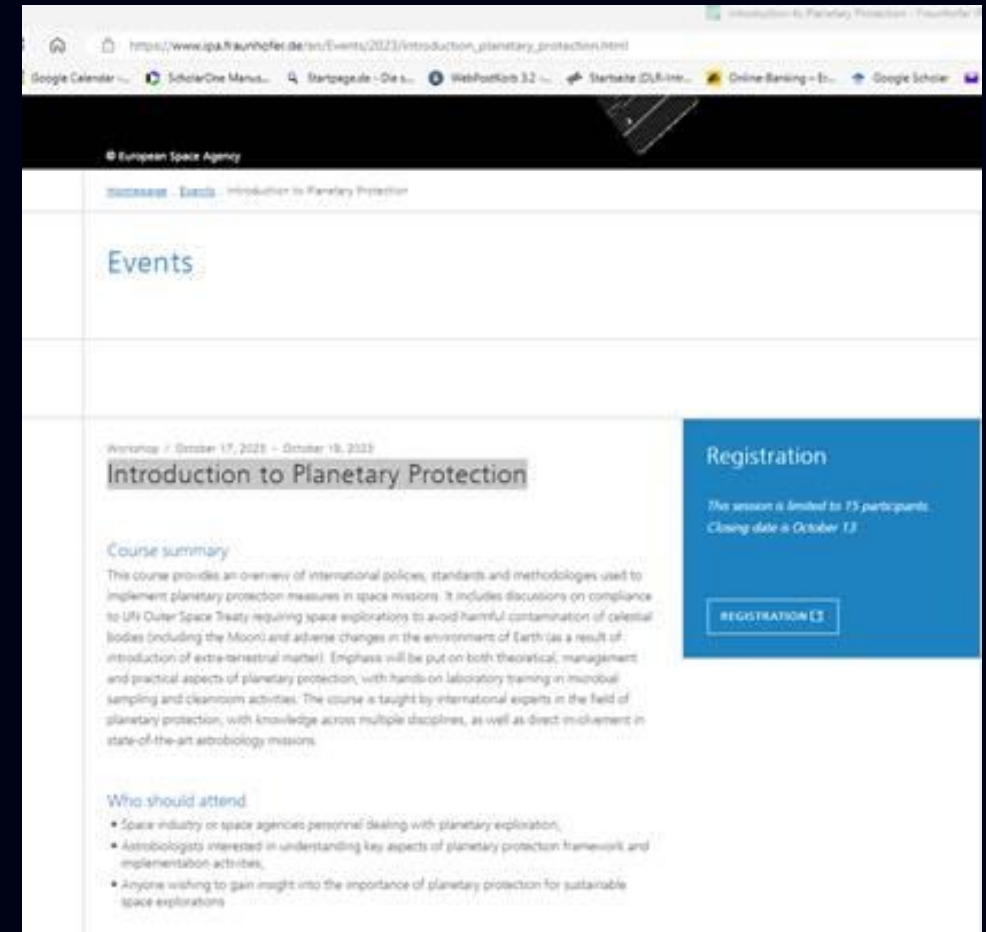 Introduction to Planetary Protection - Fraunhofer
https://www.ipa.fraunhofer.de/en/Events/2023/introduction_planetary_protection.html
Google Calender -... ScholarOne Manus... Startpage.de - Die s... WebPostKorb 3.2 -... Startseite (DLR-Intr... Online-Banking - Er... Google Scholar
© European Space Agency
Homepage Events Introduction to Planetary Protection
Events
Workshop / October 17, 2023 - October 19, 2023
Introduction to Planetary Protection
Course summary
This course provides an overview of international policies, standards and methodologies used to
implement planetary protection measures in space missions. It includes discussions on compliance
to UN Outer Space Treaty requiring space explorations to avoid harmful contamination of celestial
bodies (including the Moon) and adverse changes in the environment of Earth (as a result of
introduction of extra-terrestrial matter). Emphasis will be put on both theoretical, management
and practical aspects of planetary protection, with hands-on laboratory training in microbial
sampling and cleanroom activities. The course is taught by international experts in the field of
planetary protection, with knowledge across multiple disciplines, as well as direct involvement in
state-of-the-art astrobiology missions.
Who should attend
• Space industry or space agencies personnel dealing with planetary exploration,
• Astrobiologists interested in understanding key aspects of planetary protection framework and
implementation activities,
• Anyone wishing to gain insight into the importance of planetary protection for sustainable
space explorations
Registration
This session is limited to 15 participants.
Closing date is October 13
REGISTRATION